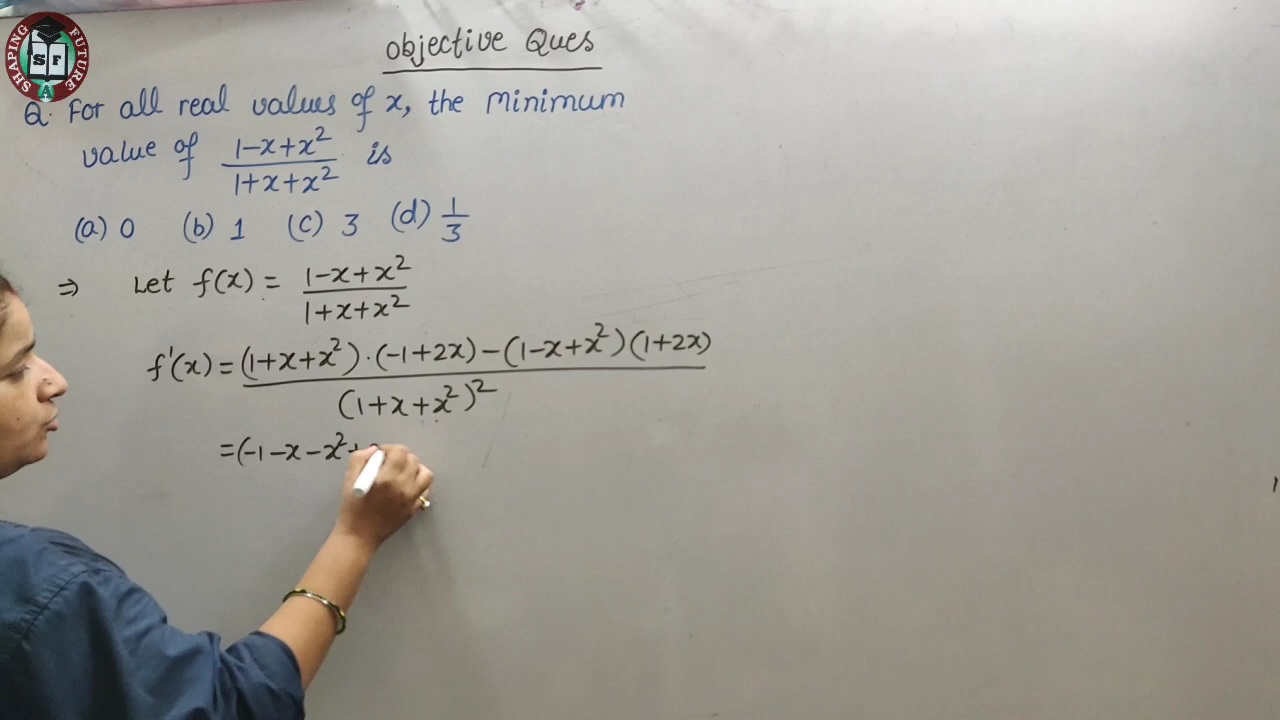 SHAPING FUTURE
SF
Objective Ques
Q. For all real values of x, the minimum
value of (1-x+x²)/(1+x+x²) is
(a) 0 (b) 1 (c) 3 (d) 1/3
⇒ Let f(x) = (1-x+x²)/(1+x+x²)
f'(x) = ((1+x+x²)·(-1+2x)-(1-x+x²)(1+2x))/(1+x+x²)²
=(-1-x-x²+